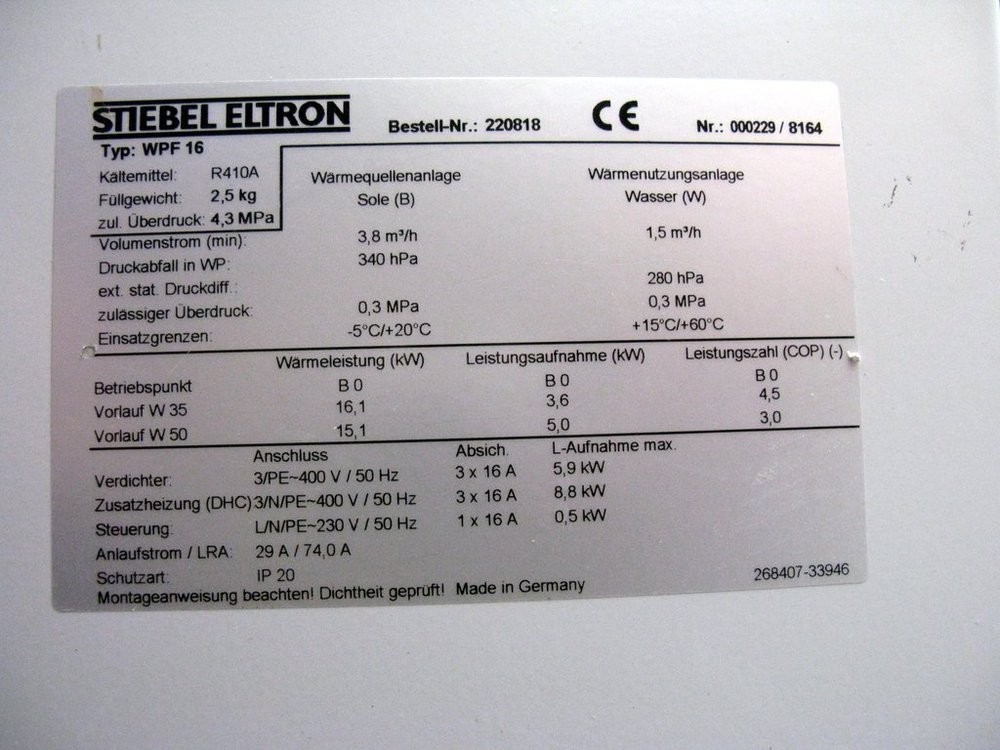 STIEBEL ELTRON Bestell-Nr.: 220818 CE Nr.: 000229 / 8164
Typ: WPF 16
Kältemittel: R410A Wärmequellenanlage Wärmenutzungsanlage
Füllgewicht: 2,5 kg Sole (B) Wasser (W)
zul. Überdruck: 4,3 MPa
Volumenstrom (min): 3,8 m³/h 1,5 m³/h
Druckabfall in WP: 340 hPa
ext. stat. Druckdiff.: 280 hPa
zulässiger Überdruck: 0,3 MPa 0,3 MPa
Einsatzgrenzen: -5°C/+20°C +15°C/+60°C
Wärmeleistung (kW) Leistungsaufnahme (kW) Leistungszahl (COP) (-)
Betriebspunkt B 0 B 0 B 0
Vorlauf W 35 16,1 3,6 4,5
Vorlauf W 50 15,1 5,0 3,0
Anschluss Absich. L-Aufnahme max.
Verdichter: 3/PE~400 V / 50 Hz 3 x 16 A 5,9 kW
Zusatzheizung (DHC) 3/N/PE~400 V / 50 Hz 3 x 16 A 8,8 kW
Steuerung: L/N/PE~230 V / 50 Hz 1 x 16 A 0,5 kW
Anlaufstrom / LRA: 29 A / 74,0 A
Schutzart: IP 20 268407-33946
Montageanweisung beachten! Dichtheit geprüft! Made in Germany